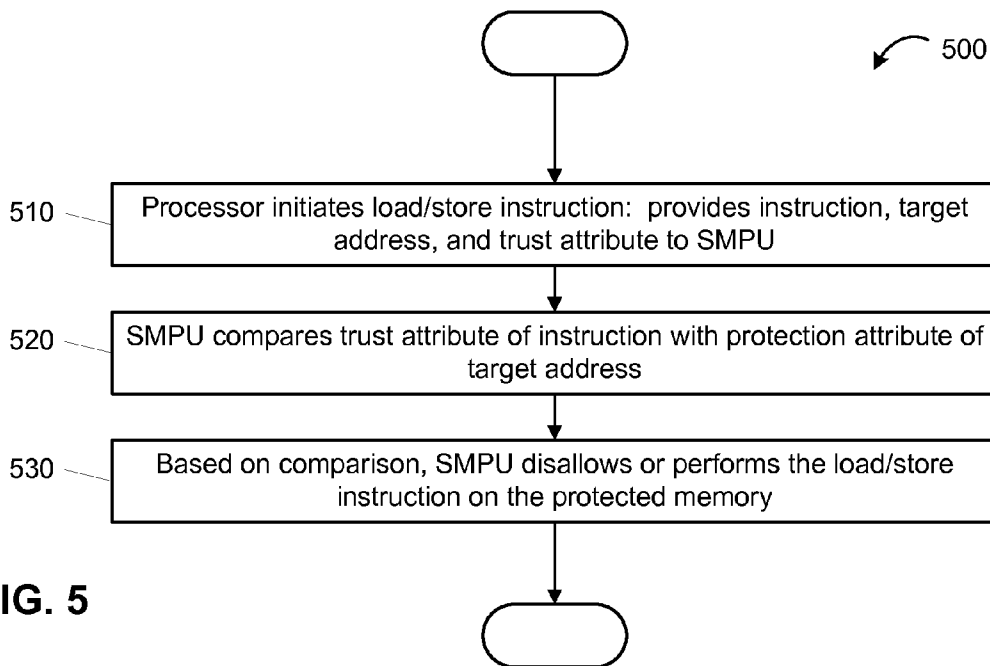 500
510
Processor initiates load/store instruction: provides instruction, target
address, and trust attribute to SMPU
520
SMPU compares trust attribute of instruction with protection attribute of
target address
530
Based on comparison, SMPU disallows or performs the load/store
instruction on the protected memory
IG. 5